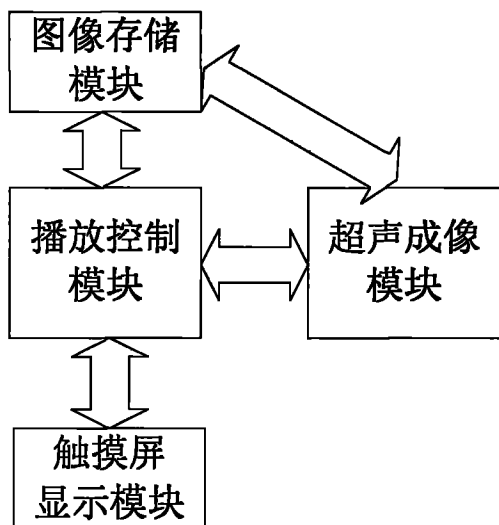 图像存储
模块
播放控制
模块
超声成像
模块
触摸屏
显示模块